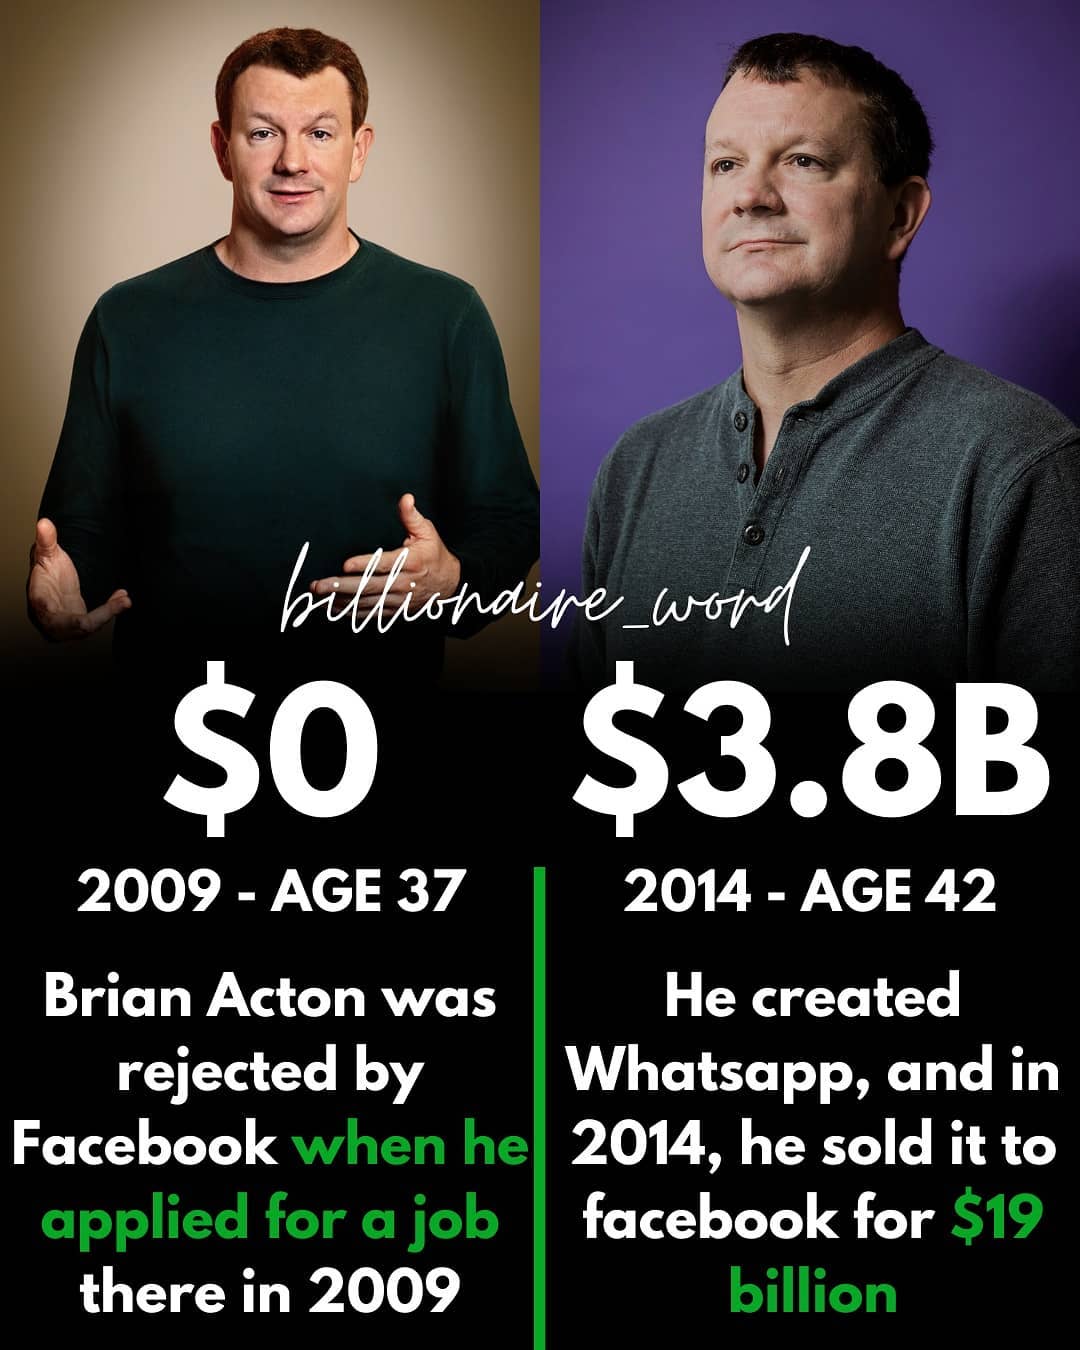 billionaire_word
$0
2009 - AGE 37
Brian Acton was
rejected by
Facebook when he
applied for a job
there in 2009
$3.8B
2014 - AGE 42
He created
Whatsapp, and in
2014, he sold it to
facebook for $19
billion